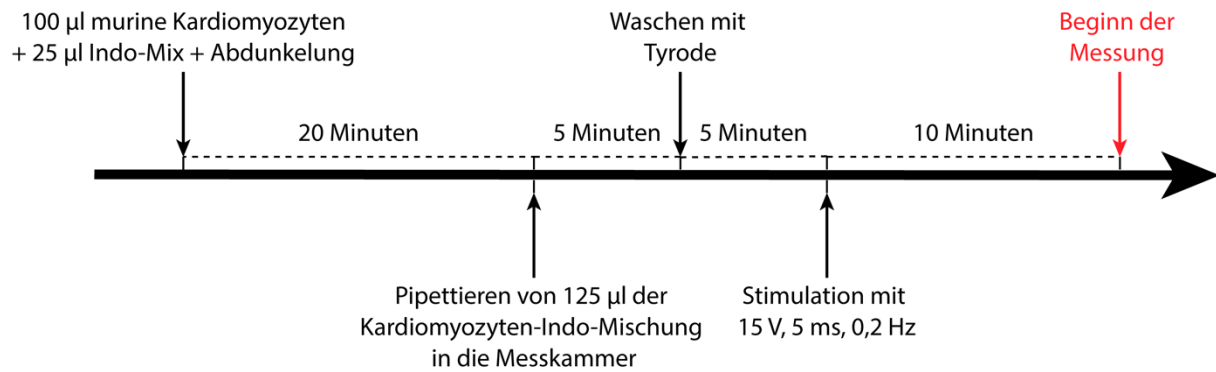 100 µl murine Kardiomyozyten
+ 25 µl Indo-Mix + Abdunkelung
Waschen mit
Tyrode
Beginn der
Messung
20 Minuten
5 Minuten
5 Minuten
10 Minuten
Pipettieren von 125 µl der
Kardiomyozyten-Indo-Mischung
in die Messkammer
Stimulation mit
15 V, 5 ms, 0,2 Hz